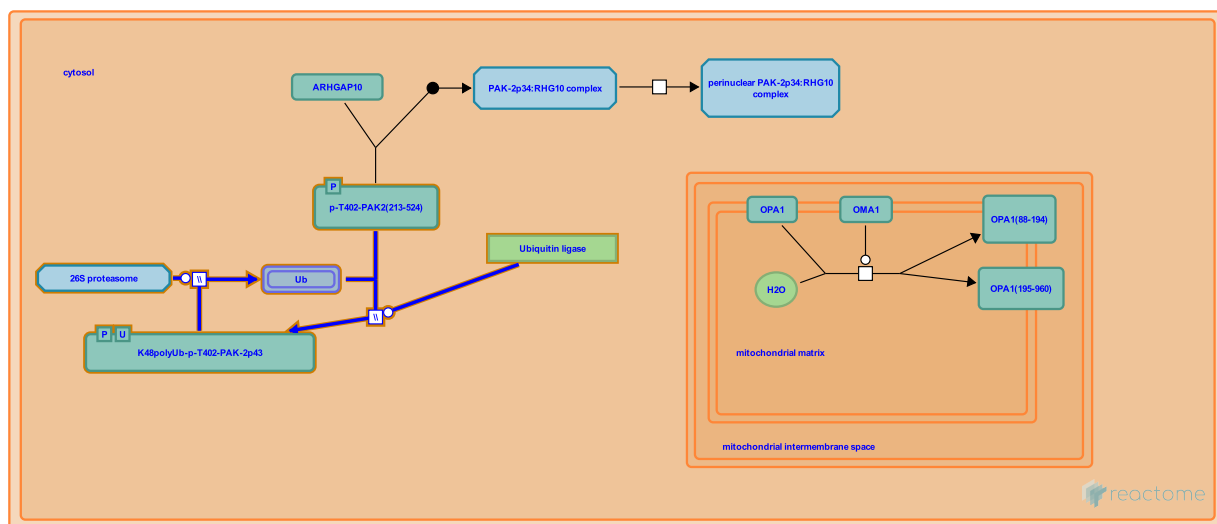 cytosol
ARHGAP10
PAK-2p34:RHG10 complex
perinuclear PAK-2p34:RHG10
complex
P
p-T402-PAK2(213-524)
Ubiquitin ligase
26S proteasome
\\
Ub
\\
P
U
K48polyUb-p-T402-PAK-2p43
OPA1
OMA1
OPA1(88-194)
H2O
OPA1(195-960)
mitochondrial matrix
mitochondrial intermembrane space
reactome